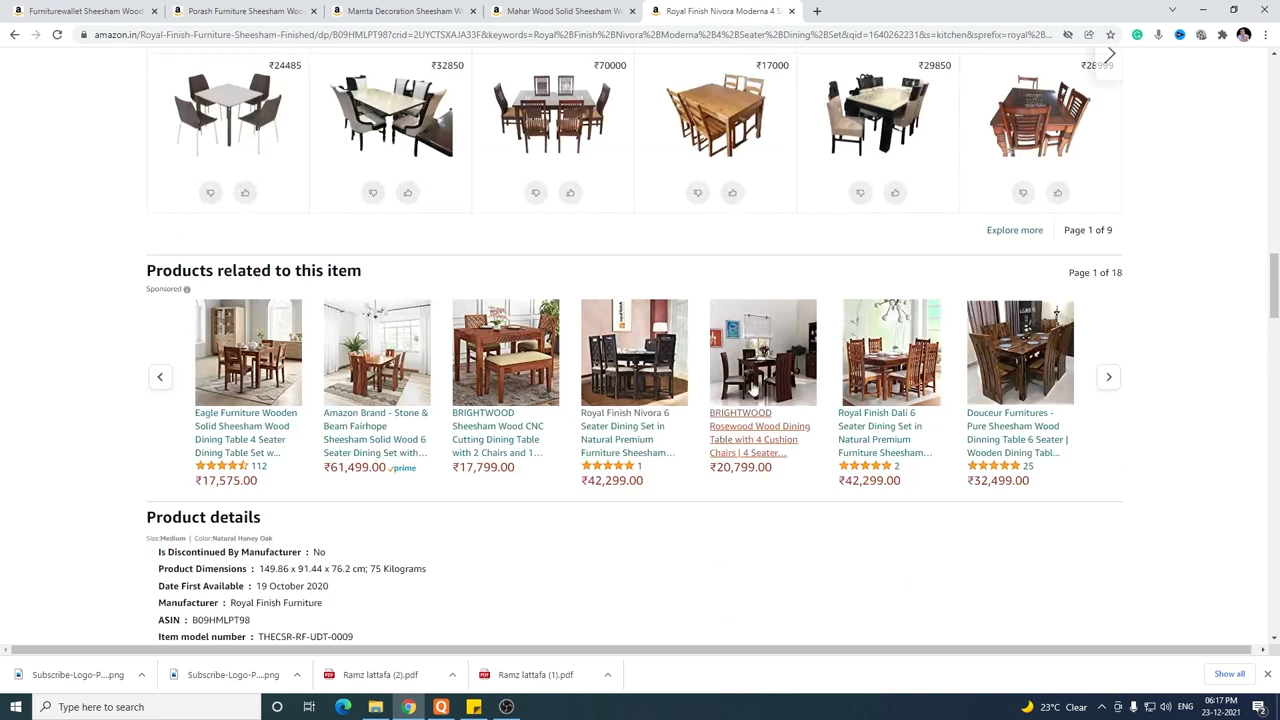 Furniturewallet Sheesham Wood
Porash Furniture Sheesham Wood
Mamta Decoration Sheesham Wo
Mahar Wood Solid Sheesham Wo
Royal Finish Nivora Moderna 4 S
amazon.in/Royal-Finish-Furniture-Sheesham-Finished/dp/B09HMLPT98?crid=2UYCTSXAJA33F&keywords=Royal%2BFinish%2BNivora%2BModerna%2B4%2BSeater%2BDining%2BSet&qid=1640262231&s=kitchen&sprefix=royal%2B...
₹24485
₹32850
₹70000
₹17000
₹29850
₹28999
Explore more
Page 1 of 9
Products related to this item
Page 1 of 18
Sponsored
Eagle Furniture Wooden
Solid Sheesham Wood
Dining Table 4 Seater
Dining Table Set w...
112
₹17,575.00
Amazon Brand - Stone &
Beam Fairhope
Sheesham Solid Wood 6
Seater Dining Set with...
₹61,499.00 prime
BRIGHTWOOD
Sheesham Wood CNC
Cutting Dining Table
with 2 Chairs and 1...
₹17,799.00
Royal Finish Nivora 6
Seater Dining Set in
Natural Premium
Furniture Sheesham...
1
₹42,299.00
BRIGHTWOOD
Rosewood Wood Dining
Table with 4 Cushion
Chairs | 4 Seater...
₹20,799.00
Royal Finish Dali 6
Seater Dining Set in
Natural Premium
Furniture Sheesham...
2
₹42,299.00
Douceur Furnitures -
Pure Sheesham Wood
Dinning Table 6 Seater |
Wooden Dining Tabl...
25
₹32,499.00
Product details
Size:Medium | Color:Natural Honey Oak
Is Discontinued By Manufacturer : No
Product Dimensions : 149.86 x 91.44 x 76.2 cm; 75 Kilograms
Date First Available : 19 October 2020
Manufacturer : Royal Finish Furniture
ASIN : B09HMLPT98
Item model number : THECSR-RF-UDT-0009
Subscribe-Logo-P....png
Subscribe-Logo-P....png
Ramz lattafa (2).pdf
Ramz lattafa (1).pdf
Show all
Type here to search
23°C Clear
ENG
06:17 PM
23-12-2021
2